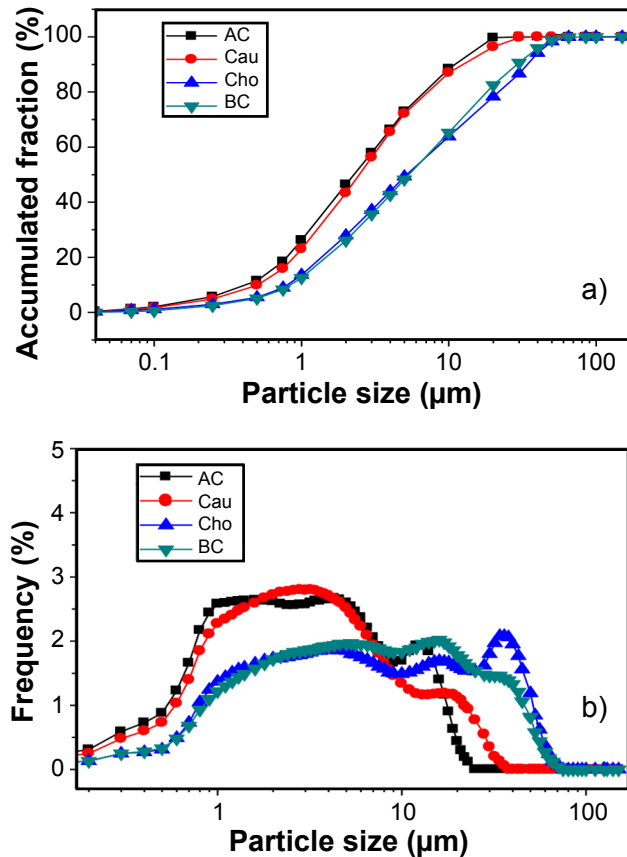 Accumulated fraction (%)
100
80
60
40
20
0
AC
Cau
Cho
BC
a)
0.1
1
10
100
Particle size (µm)
Frequency (%)
5
4
3
2
1
0
AC
Cau
Cho
BC
b)
1
10
100
Particle size (µm)